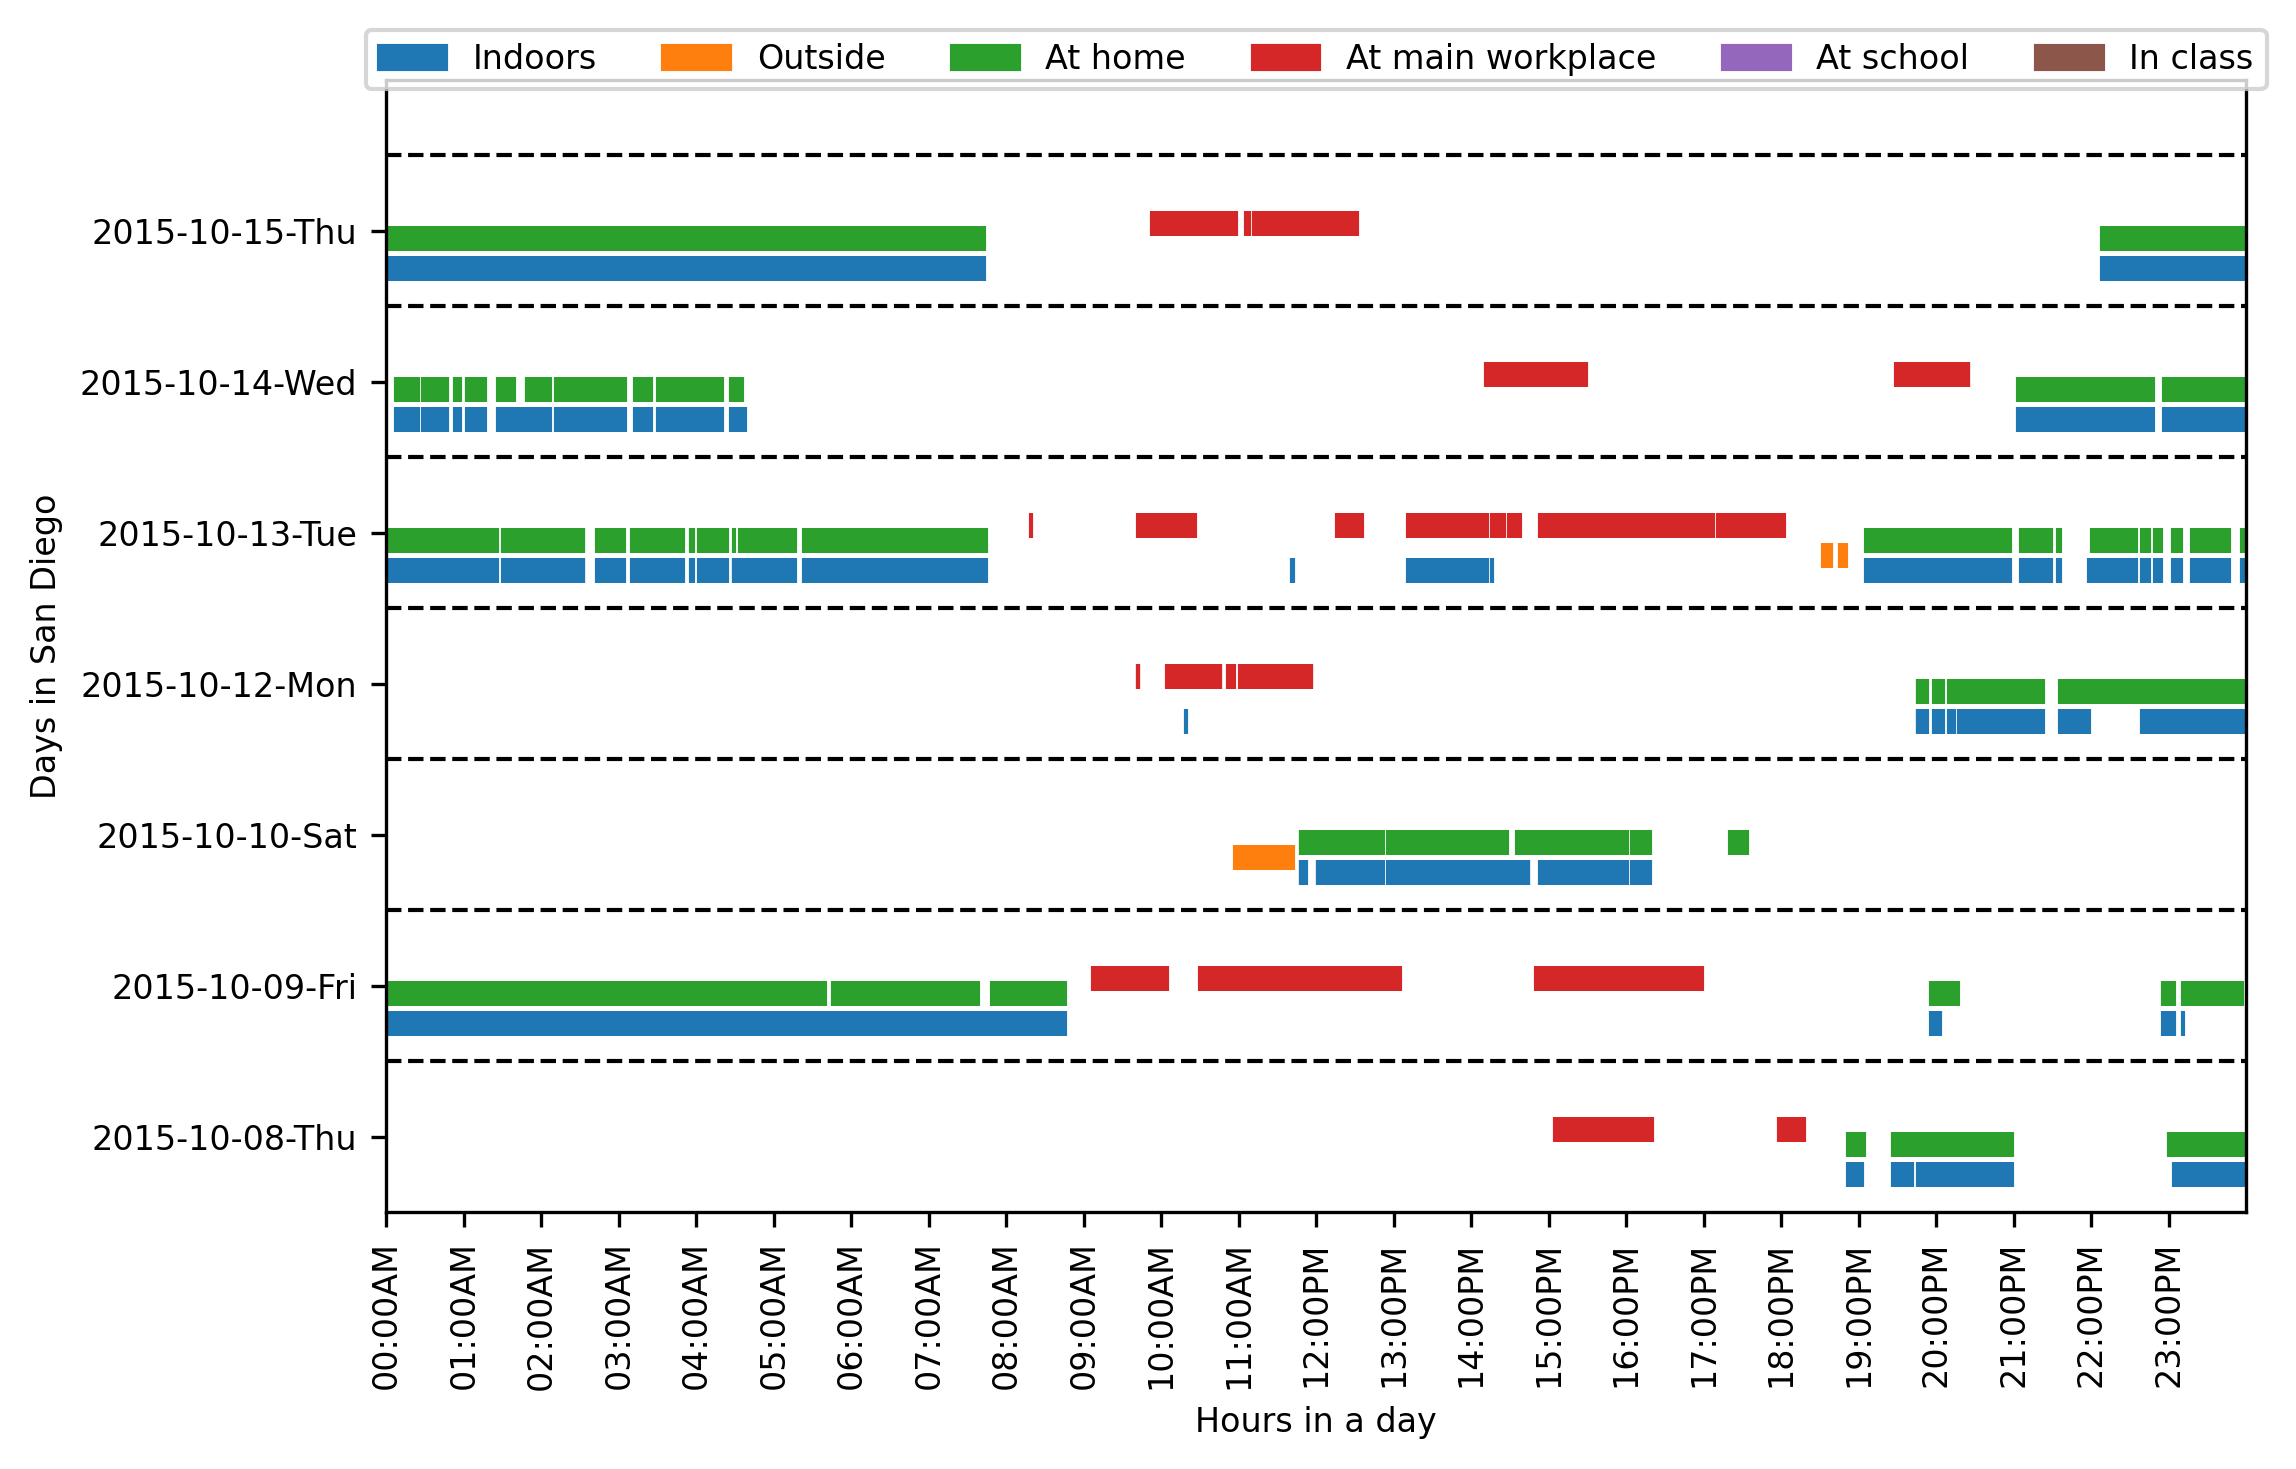 Indoors Outside At home At main workplace At school In class
Days in San Diego
2015-10-15-Thu
2015-10-14-Wed
2015-10-13-Tue
2015-10-12-Mon
2015-10-10-Sat
2015-10-09-Fri
2015-10-08-Thu
00:00AM
01:00AM
02:00AM
03:00AM
04:00AM
05:00AM
06:00AM
07:00AM
08:00AM
09:00AM
10:00AM
11:00AM
12:00PM
13:00PM
14:00PM
15:00PM
16:00PM
17:00PM
18:00PM
19:00PM
20:00PM
21:00PM
22:00PM
23:00PM
Hours in a day